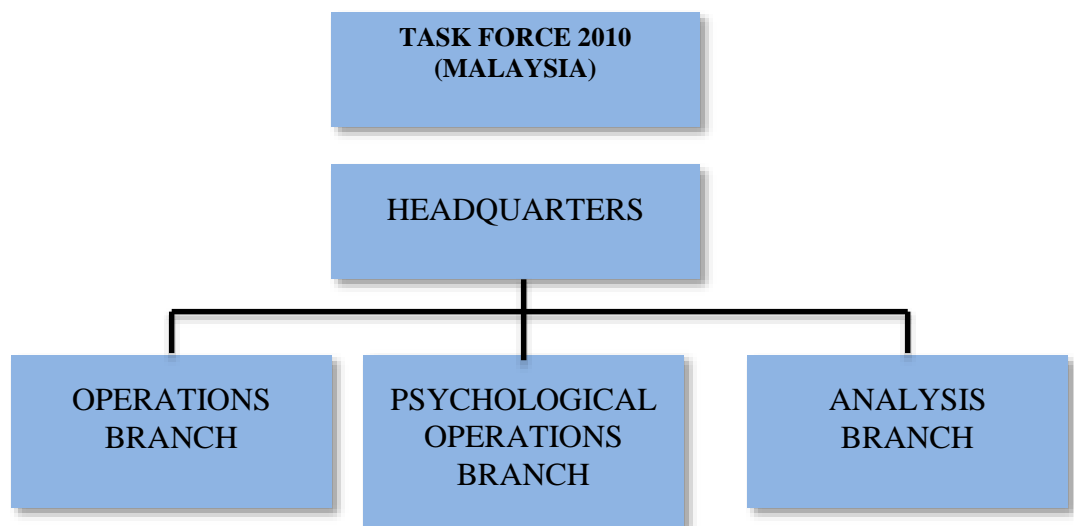 TASK FORCE 2010
(MALAYSIA)
HEADQUARTERS
OPERATIONS
BRANCH
PSYCHOLOGICAL
OPERATIONS
BRANCH
ANALYSIS
BRANCH